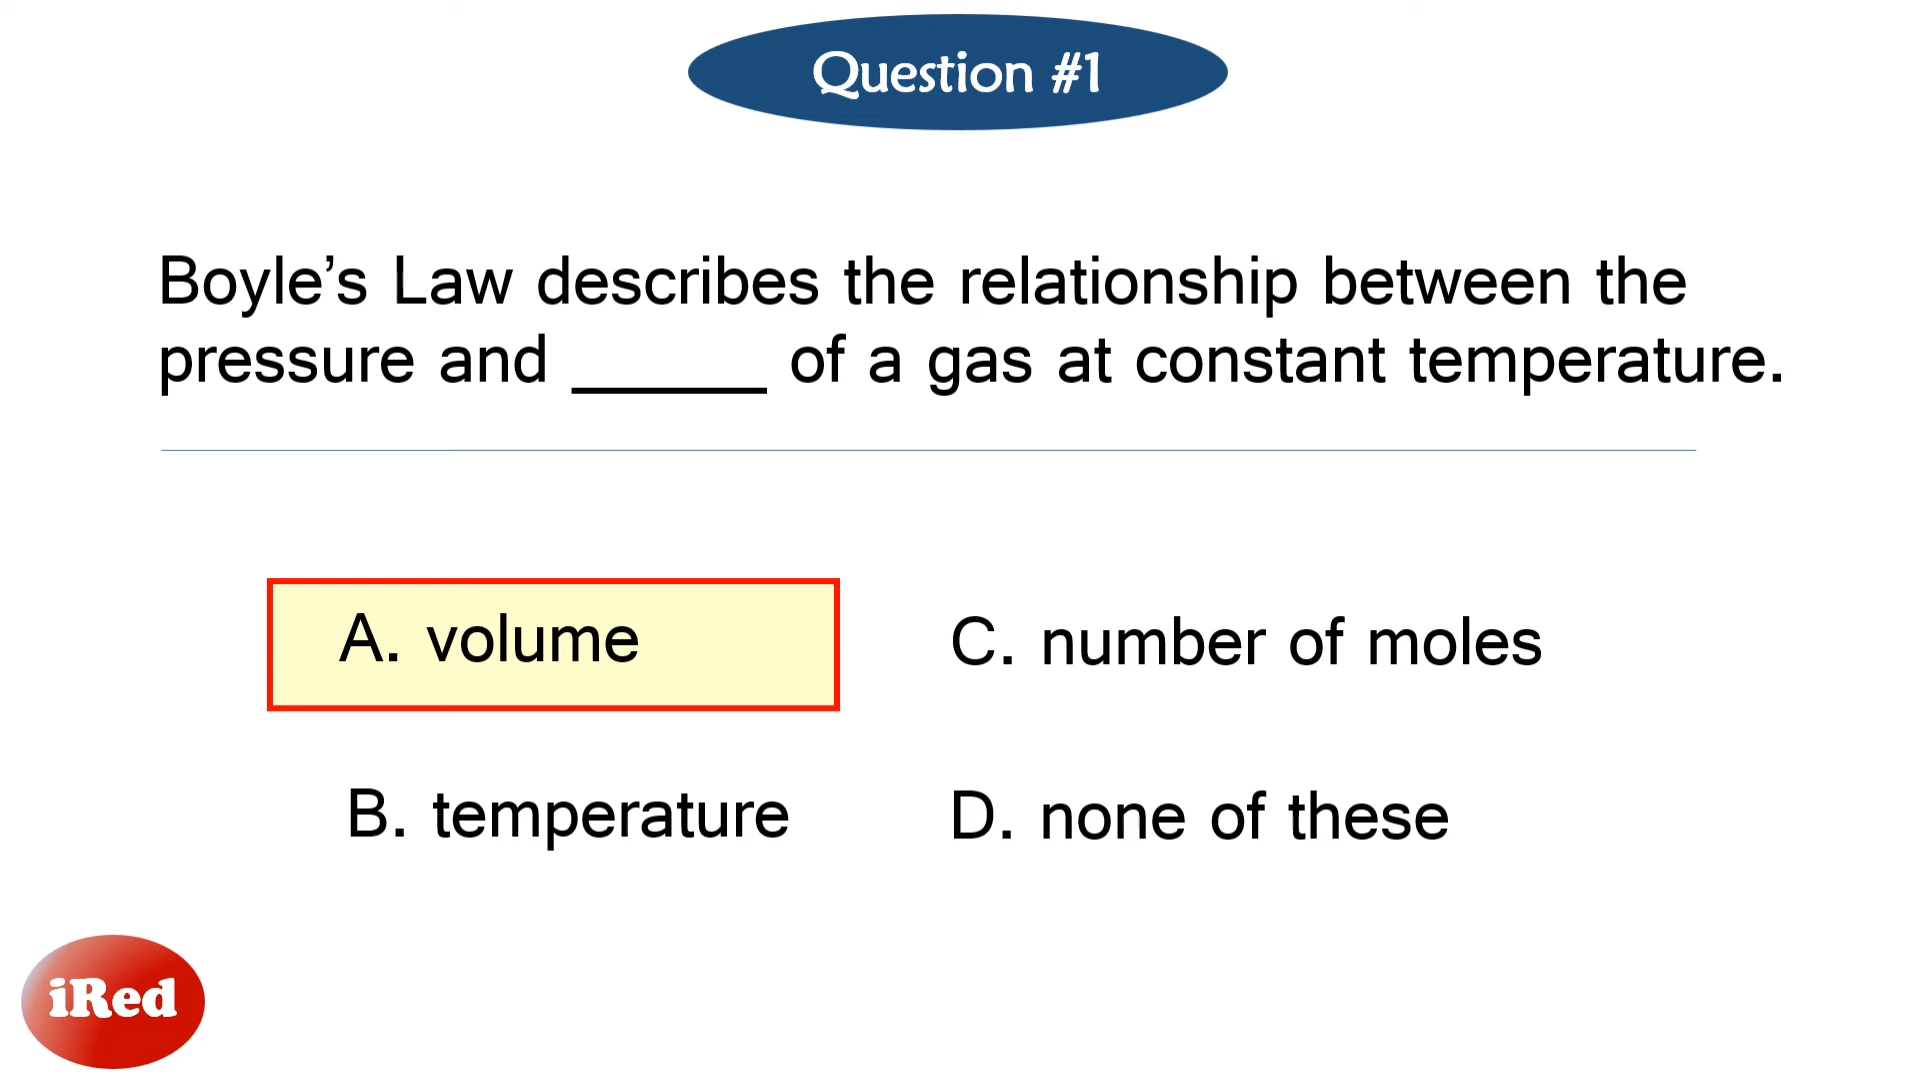 Question #1
Boyle’s Law describes the relationship between the
pressure and ______ of a gas at constant temperature.
A. volume
C. number of moles
B. temperature
D. none of these
iRed